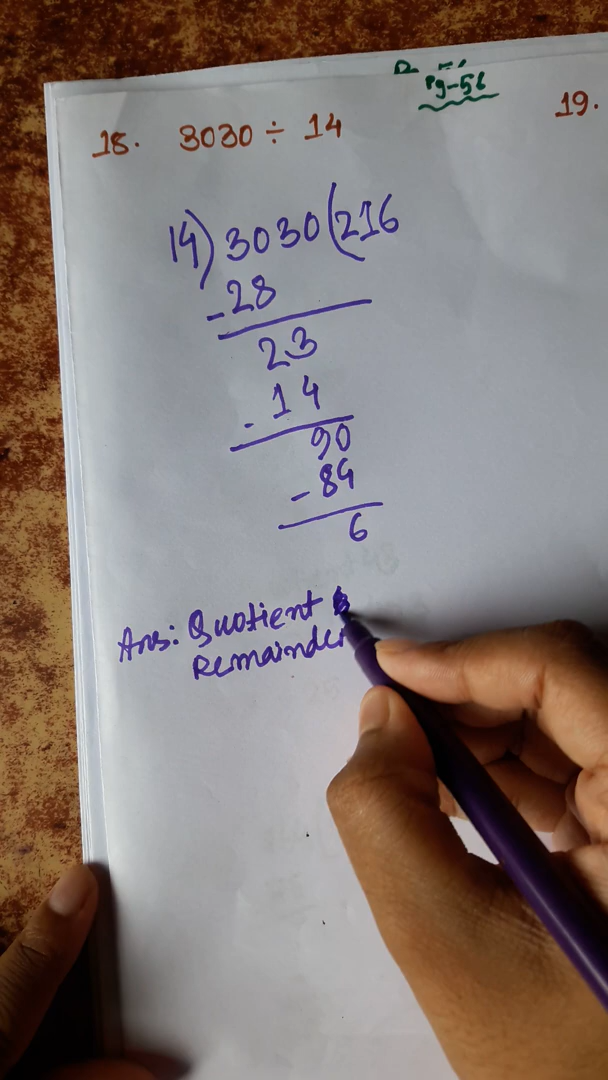 Pg-56
18. 3030 ÷ 14
19.
14) 3030 (216
-28
23
-14
90
-84
6
Ans: Quotient
Remainder